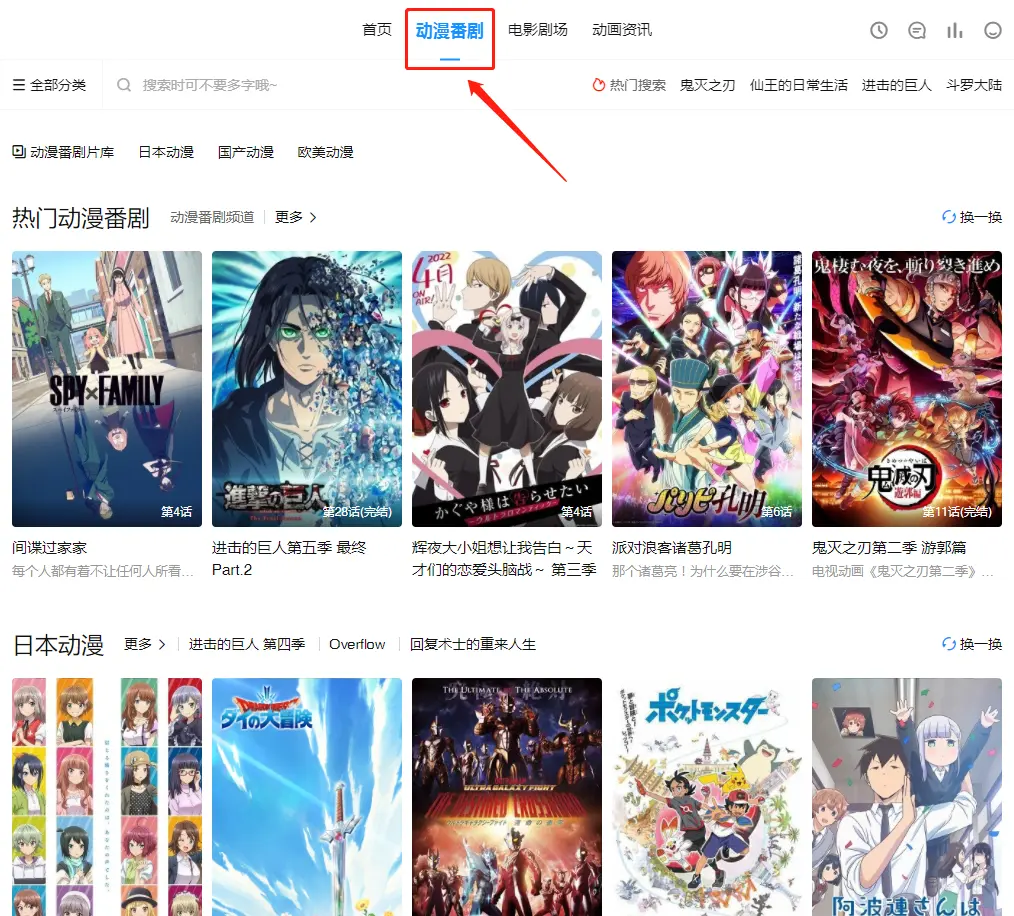 首页 动漫番剧 电影剧场 动画资讯
全部分类 搜索时可不要多字哦~ 热门搜索 鬼灭之刃 仙王的日常生活 进击的巨人 斗罗大陆
动漫番剧片库 日本动漫 国产动漫 欧美动漫
热门动漫番剧 动漫番剧频道 更多 换一换
SPY×FAMILY
第4话
進撃の巨人
The Final Season
第28话(完结)
2022
4月
ON AIR!
かぐや様は告らせたい
~ウルトラロマンティック~
第4话
パリピ孔明
第6话
鬼棲む夜を、斬り裂き進め
鬼滅の刃
遊郭編
第11话(完结)
间谍过家家
每个人都有着不让任何人所看...
进击的巨人第五季 最终
Part.2
辉夜大小姐想让我告白～天
才们的恋爱头脑战～ 第三季
派对浪客诸葛孔明
那个诸葛亮！为什么要在涉谷...
鬼灭之刃第二季 游郭篇
电视动画《鬼灭之刃第二季》...
日本动漫 更多 进击的巨人 第四季 Overflow 回复术士的重来人生 换一换
DRAGON QUEST
ダイの大冒険
THE ULTIMATE THE ABSOLUTE
ULTRA GALAXY FIGHT
ポケットモンスター
阿波連さんは